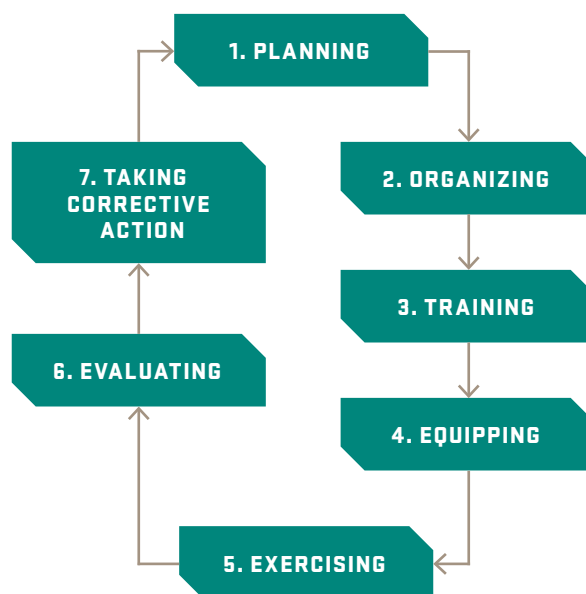 1. PLANNING
2. ORGANIZING
3. TRAINING
4. EQUIPPING
5. EXERCISING
6. EVALUATING
7. TAKING
CORRECTIVE
ACTION